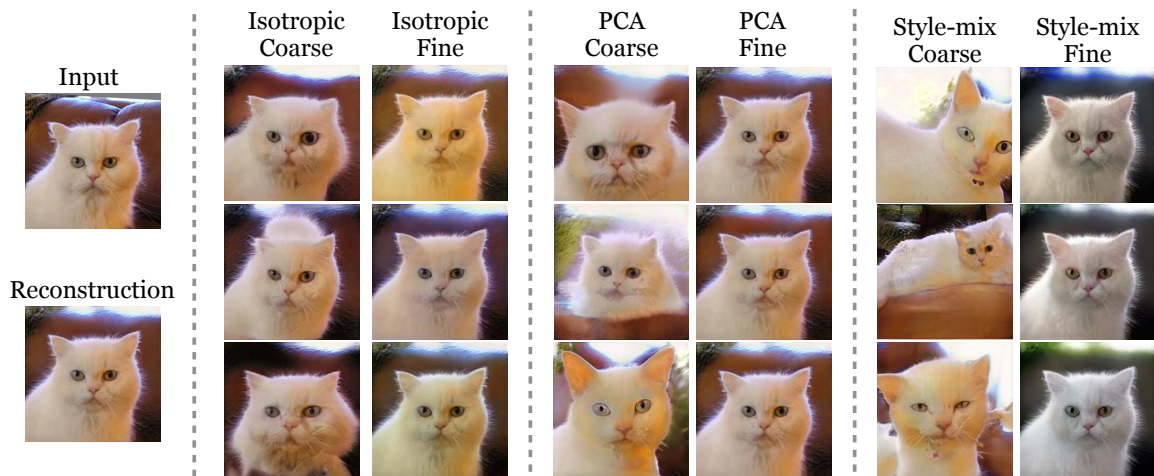 Input
Reconstruction
Isotropic
Coarse
Isotropic
Fine
PCA
Coarse
PCA
Fine
Style-mix
Coarse
Style-mix
Fine